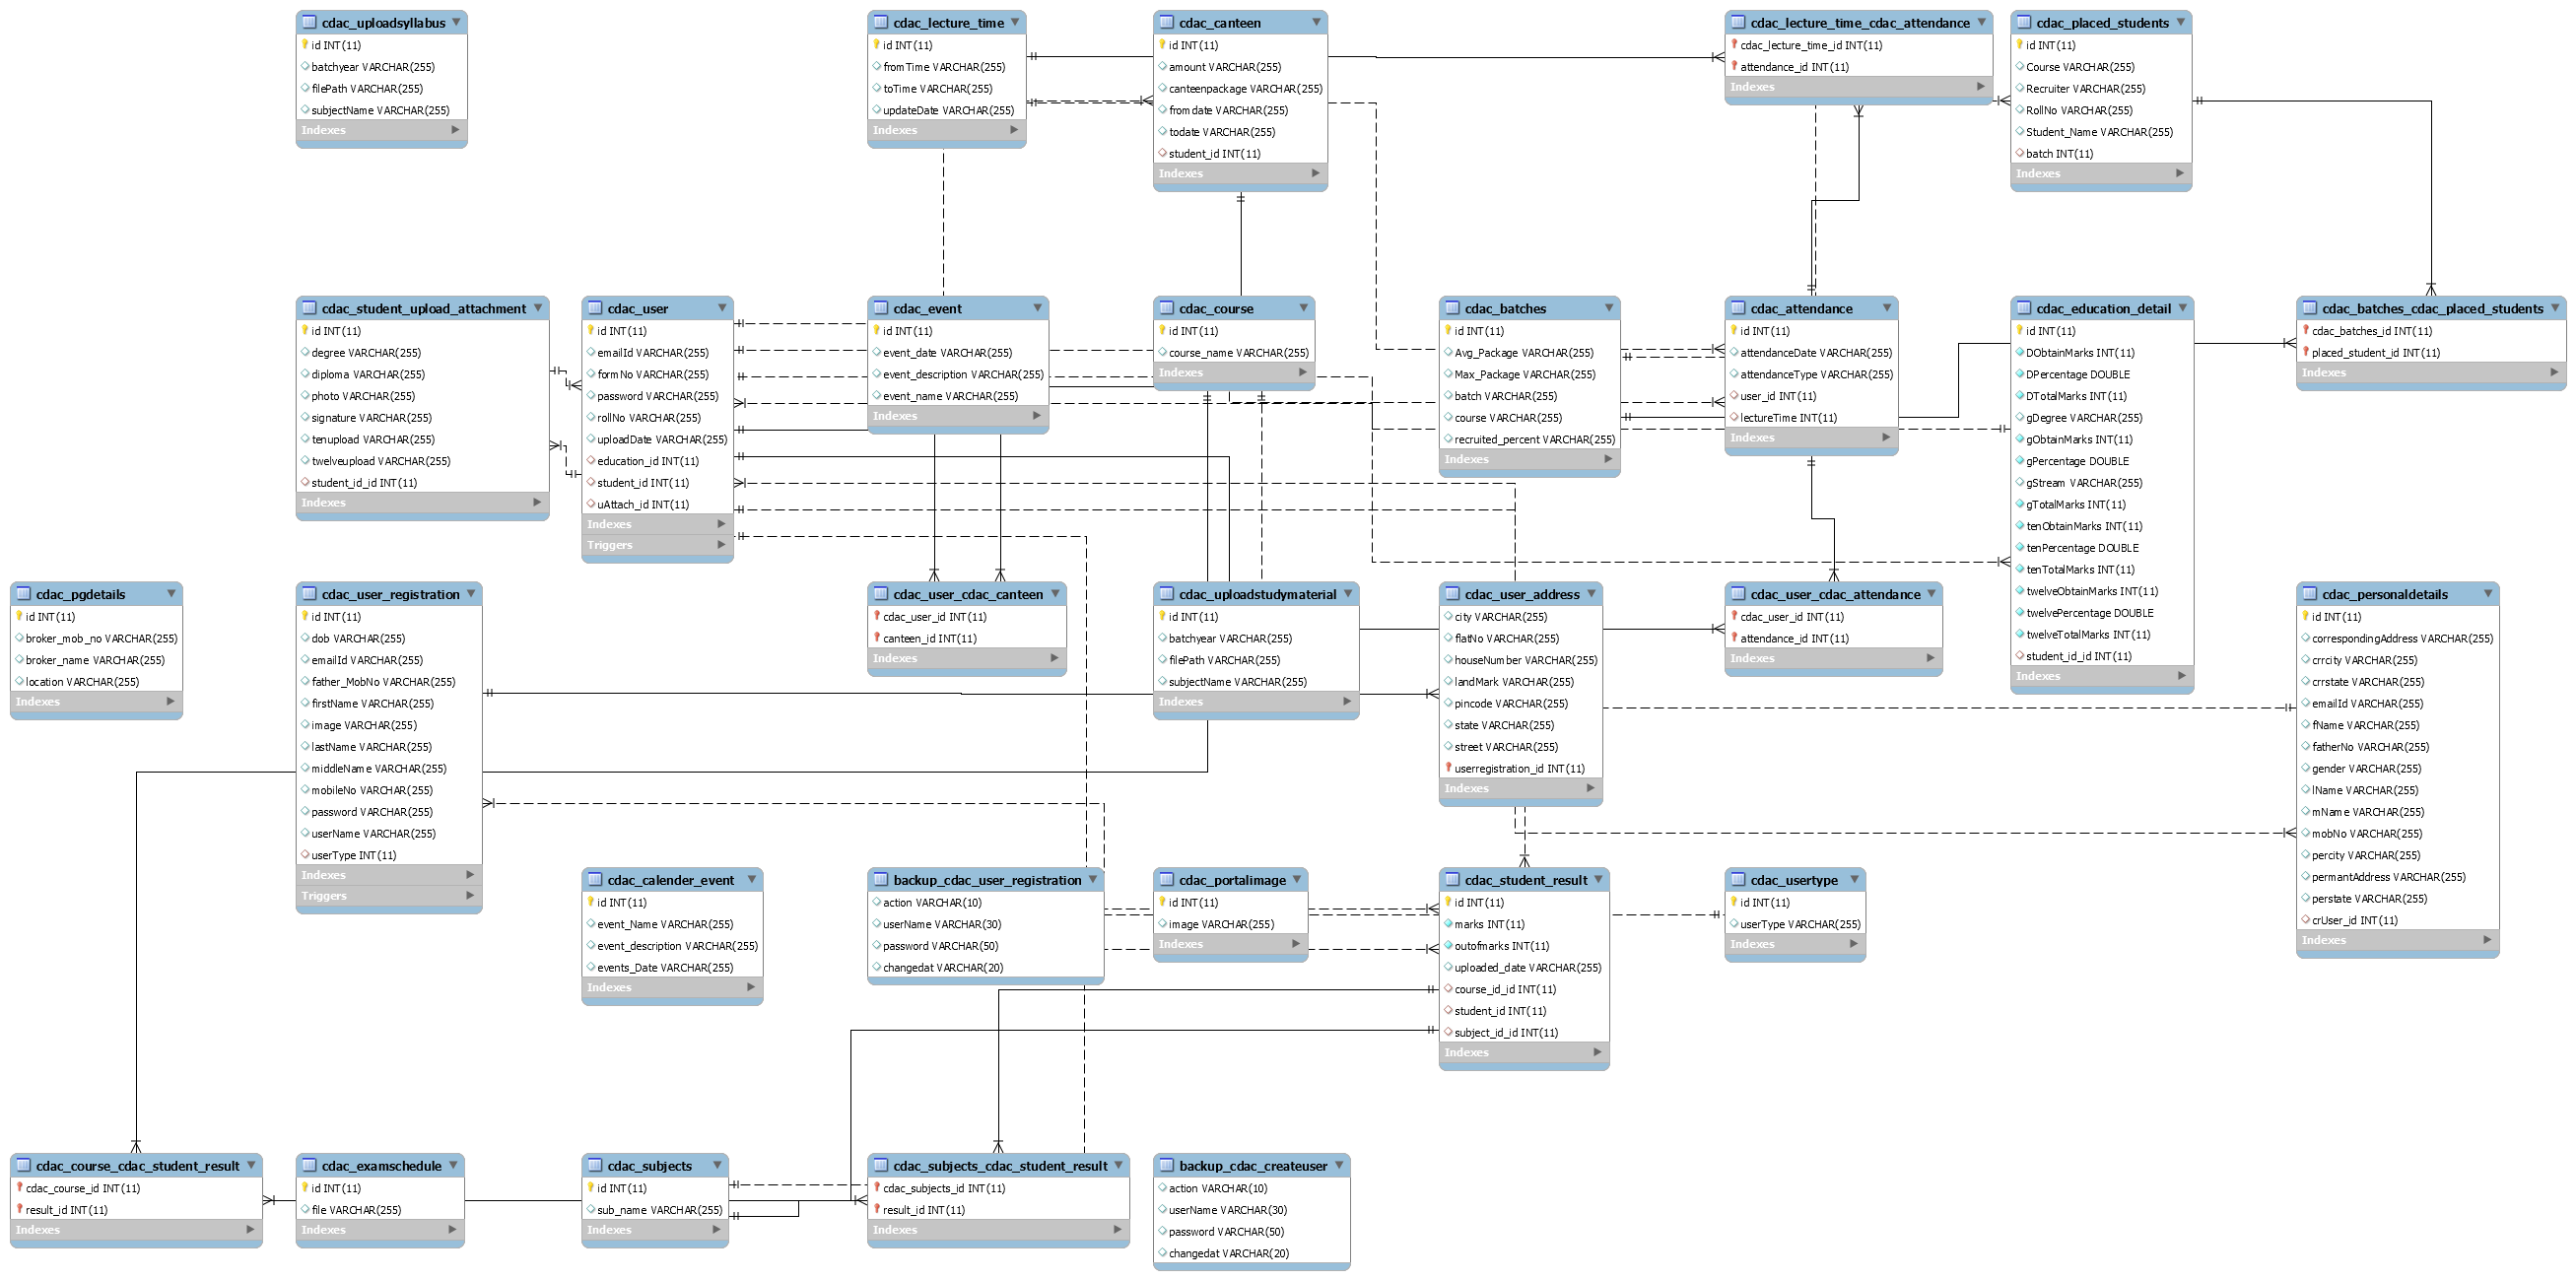 cdac_uploadsyllabus
id INT(11)
batchyear VARCHAR(255)
filePath VARCHAR(255)
subjectName VARCHAR(255)
Indexes
cdac_lecture_time
id INT(11)
fromTime VARCHAR(255)
toTime VARCHAR(255)
updateDate VARCHAR(255)
Indexes
cdac_canteen
id INT(11)
amount VARCHAR(255)
canteenpackage VARCHAR(255)
fromdate VARCHAR(255)
todate VARCHAR(255)
student_id INT(11)
Indexes
cdac_lecture_time_cdac_attendance
cdac_lecture_time_id INT(11)
attendance_id INT(11)
Indexes
cdac_placed_students
id INT(11)
Course VARCHAR(255)
Recruiter VARCHAR(255)
RollNo VARCHAR(255)
Student_Name VARCHAR(255)
batch INT(11)
Indexes
cdac_student_upload_attachment
id INT(11)
degree VARCHAR(255)
diploma VARCHAR(255)
photo VARCHAR(255)
signature VARCHAR(255)
tenupload VARCHAR(255)
twelveupload VARCHAR(255)
student_id_id INT(11)
Indexes
cdac_user
id INT(11)
emailId VARCHAR(255)
formNo VARCHAR(255)
password VARCHAR(255)
rollNo VARCHAR(255)
uploadDate VARCHAR(255)
education_id INT(11)
student_id INT(11)
uAttach_id INT(11)
Indexes
Triggers
cdac_event
id INT(11)
event_date VARCHAR(255)
event_description VARCHAR(255)
event_name VARCHAR(255)
Indexes
cdac_course
id INT(11)
course_name VARCHAR(255)
Indexes
cdac_batches
id INT(11)
Avg_Package VARCHAR(255)
Max_Package VARCHAR(255)
batch VARCHAR(255)
course VARCHAR(255)
recruited_percent VARCHAR(255)
Indexes
cdac_attendance
id INT(11)
attendanceDate VARCHAR(255)
attendanceType VARCHAR(255)
user_id INT(11)
lectureTime INT(11)
Indexes
cdac_education_detail
id INT(11)
DObtainMarks INT(11)
DPercentage DOUBLE
DTotalMarks INT(11)
gDegree VARCHAR(255)
gObtainMarks INT(11)
gPercentage DOUBLE
gStream VARCHAR(255)
gTotalMarks INT(11)
tenObtainMarks INT(11)
tenPercentage DOUBLE
tenTotalMarks INT(11)
twelveObtainMarks INT(11)
twelvePercentage DOUBLE
twelveTotalMarks INT(11)
student_id_id INT(11)
Indexes
cdac_batches_cdac_placed_students
cdac_batches_id INT(11)
placed_student_id INT(11)
Indexes
cdac_pgdetails
id INT(11)
broker_mob_no VARCHAR(255)
broker_name VARCHAR(255)
location VARCHAR(255)
Indexes
cdac_user_registration
id INT(11)
dob VARCHAR(255)
emailId VARCHAR(255)
father_MobNo VARCHAR(255)
firstName VARCHAR(255)
image VARCHAR(255)
lastName VARCHAR(255)
middleName VARCHAR(255)
mobileNo VARCHAR(255)
password VARCHAR(255)
userName VARCHAR(255)
userType INT(11)
Indexes
Triggers
cdac_user_cdac_canteen
cdac_user_id INT(11)
canteen_id INT(11)
Indexes
cdac_uploadstudymaterial
id INT(11)
batchyear VARCHAR(255)
filePath VARCHAR(255)
subjectName VARCHAR(255)
Indexes
cdac_user_address
city VARCHAR(255)
flatNo VARCHAR(255)
houseNumber VARCHAR(255)
landMark VARCHAR(255)
pincode VARCHAR(255)
state VARCHAR(255)
street VARCHAR(255)
userregistration_id INT(11)
Indexes
cdac_user_cdac_attendance
cdac_user_id INT(11)
attendance_id INT(11)
Indexes
cdac_personaldetails
id INT(11)
correspondingAddress VARCHAR(255)
crrcity VARCHAR(255)
crrstate VARCHAR(255)
emailId VARCHAR(255)
fName VARCHAR(255)
fatherNo VARCHAR(255)
gender VARCHAR(255)
lName VARCHAR(255)
mName VARCHAR(255)
mobNo VARCHAR(255)
percity VARCHAR(255)
permantAddress VARCHAR(255)
perstate VARCHAR(255)
crUser_id INT(11)
Indexes
cdac_calender_event
id INT(11)
event_Name VARCHAR(255)
event_description VARCHAR(255)
events_Date VARCHAR(255)
Indexes
backup_cdac_user_registration
action VARCHAR(10)
userName VARCHAR(30)
password VARCHAR(50)
changedat VARCHAR(20)
cdac_portalimage
id INT(11)
image VARCHAR(255)
Indexes
cdac_student_result
id INT(11)
marks INT(11)
outofmarks INT(11)
uploaded_date VARCHAR(255)
course_id_id INT(11)
student_id INT(11)
subject_id_id INT(11)
Indexes
cdac_usertype
id INT(11)
userType VARCHAR(255)
Indexes
cdac_course_cdac_student_result
cdac_course_id INT(11)
result_id INT(11)
Indexes
cdac_examschedule
id INT(11)
file VARCHAR(255)
Indexes
cdac_subjects
id INT(11)
sub_name VARCHAR(255)
Indexes
cdac_subjects_cdac_student_result
cdac_subjects_id INT(11)
result_id INT(11)
Indexes
backup_cdac_createuser
action VARCHAR(10)
userName VARCHAR(30)
password VARCHAR(50)
changedat VARCHAR(20)